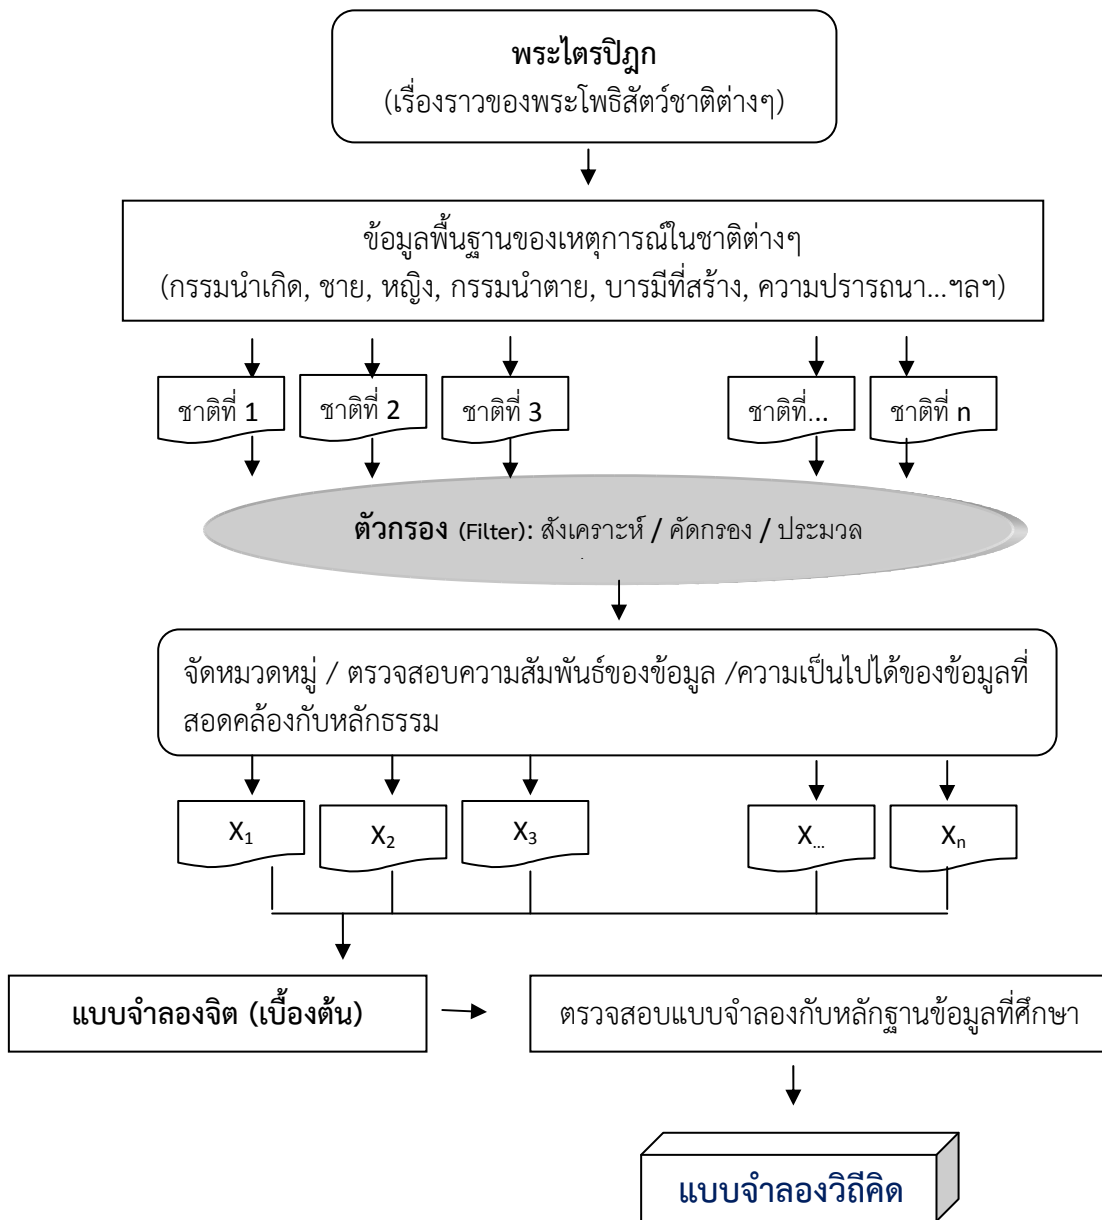 พระไตรปิฎก
(เรื่องราวของพระโพธิสัตว์ชาติต่างๆ)
ข้อมูลพื้นฐานของเหตุการณ์ในชาติต่างๆ
(กรรมนำเกิด, ชาย, หญิง, กรรมนำตาย, บารมีที่สร้าง, ความปรารถนา...ฯลฯ)
ชาติที่ 1
ชาติที่ 2
ชาติที่ 3
ชาติที่...
ชาติที่ n
ตัวกรอง (Filter): สังเคราะห์ / คัดกรอง / ประมวล
จัดหมวดหมู่ / ตรวจสอบความสัมพันธ์ของข้อมูล /ความเป็นไปได้ของข้อมูลที่
สอดคล้องกับหลักธรรม
X₁
X₂
X₃
X...
Xₙ
แบบจำลองจิต (เบื้องต้น)
ตรวจสอบแบบจำลองกับหลักฐานข้อมูลที่ศึกษา
แบบจำลองวิถีคิด